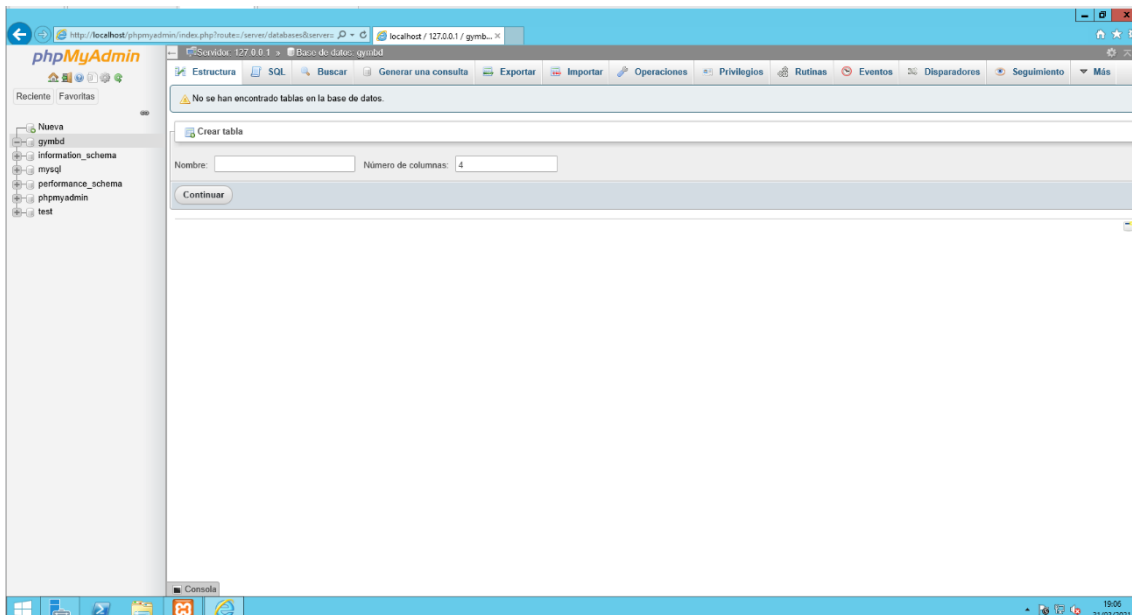 http://localhost/phpmyadmin/index.php?route=/server/databases&server=
localhost / 127.0.0.1 / gymb...
phpMyAdmin
Reciente Favoritas
Nueva
gymbd
information_schema
mysql
performance_schema
phpmyadmin
test
Servidor: 127.0.0.1 » Base de datos: gymbd
Estructura SQL Buscar Generar una consulta Exportar Importar Operaciones Privilegios Rutinas Eventos Disparadores Seguimiento Más
No se han encontrado tablas en la base de datos.
Crear tabla
Nombre: Número de columnas: 4
Continuar
Consola
19:06